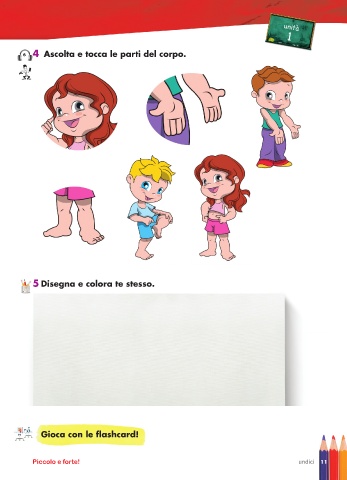 unità
1
4 Ascolta e tocca le parti del corpo.
5 Disegna e colora te stesso.
Gioca con le flashcard!
Piccolo e forte!
undici 11